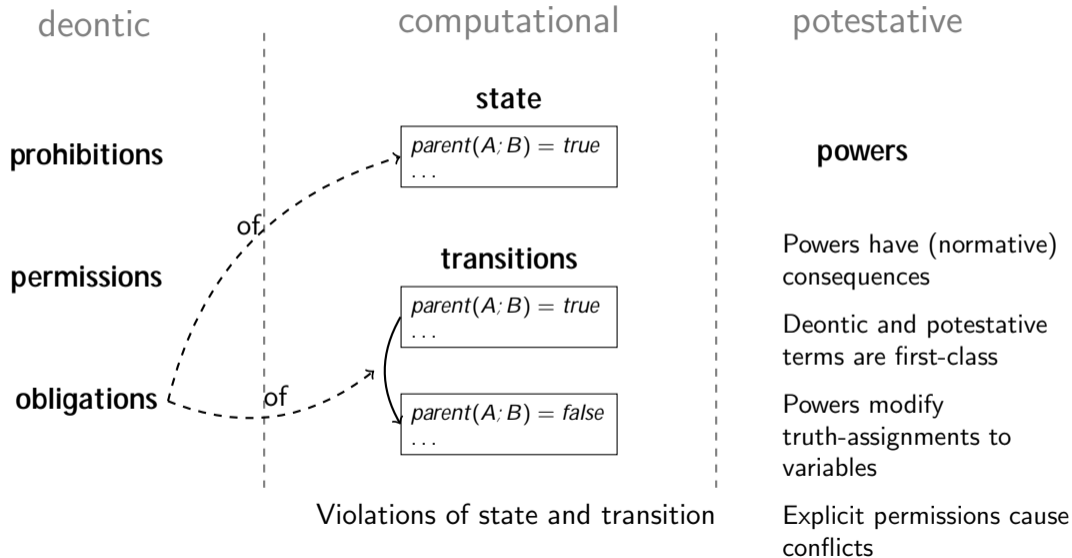 deontic
computational
potestative
state
prohibitions
parent(A; B) = true
...
powers
of
permissions
transitions
parent(A; B) = true
...
obligations
of
parent(A; B) = false
...
Violations of state and transition
Powers have (normative)
consequences
Deontic and potestative
terms are first-class
Powers modify
truth-assignments to
variables
Explicit permissions cause
conflicts